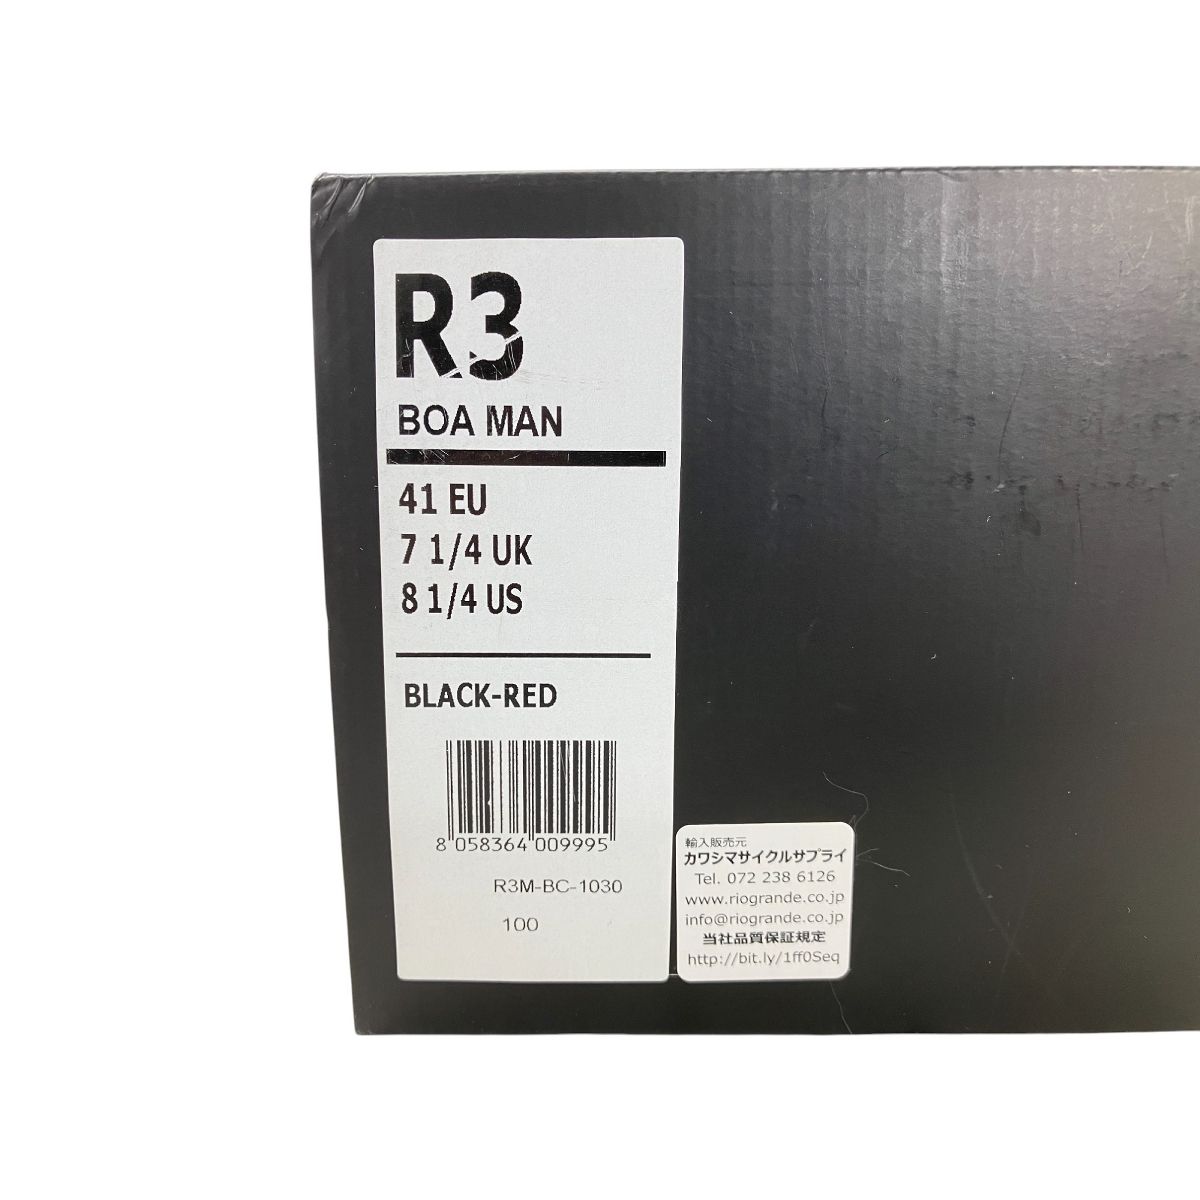 R3
BOA MAN
41 EU
7 1/4 UK
8 1/4 US
BLACK-RED
8 058364 009995
R3M-BC-1030
100
輸入販売元
カワシマサイクルサプライ
Tel. 072 238 6126
www.riogrande.co.jp
info@riogrande.co.jp
当社品質保証規定
http://bit.ly/1ff0Seq